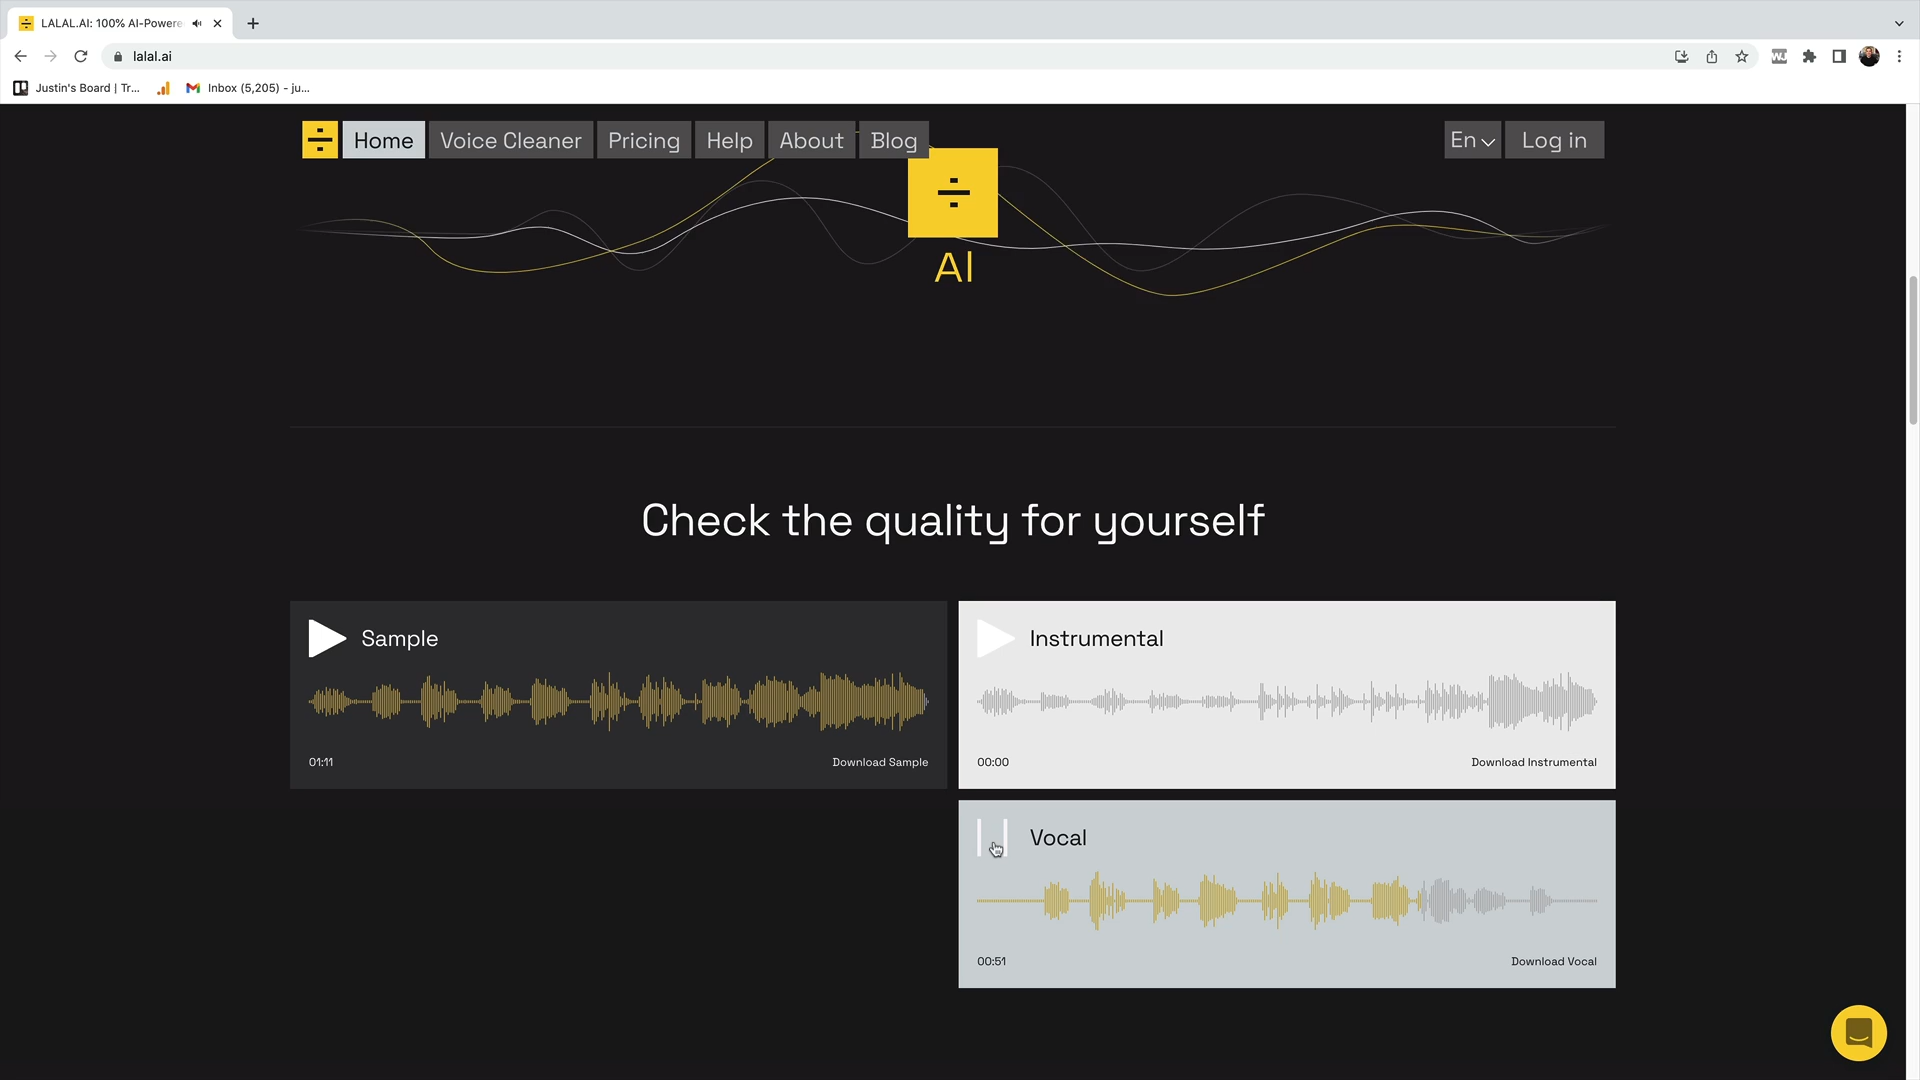 LALAL.AI: 100% AI-Powere
lalal.ai
Justin's Board | Tr...
Inbox (5,205) - ju...
Home
Voice Cleaner
Pricing
Help
About
Blog
En
Log in
AI
Check the quality for yourself
Sample
01:11
Download Sample
Instrumental
00:00
Download Instrumental
Vocal
00:51
Download Vocal